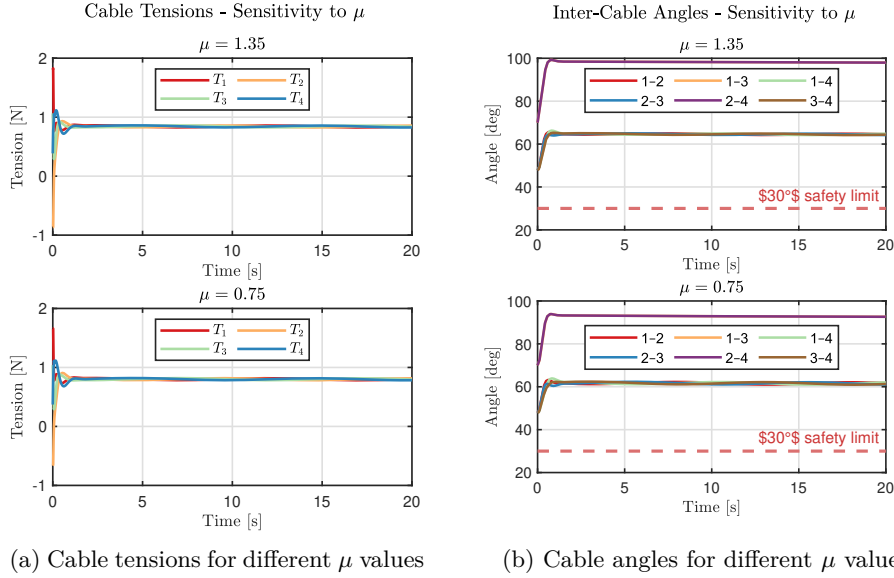 Cable Tensions - Sensitivity to μ
μ = 1.35
2
1
0
-1
Tension [N]
T₁ T₂
T₃ T₄
0 5 10 15 20
Time [s]
μ = 0.75
2
1
0
-1
Tension [N]
T₁ T₂
T₃ T₄
0 5 10 15 20
Time [s]
(a) Cable tensions for different μ values
Inter-Cable Angles - Sensitivity to μ
μ = 1.35
100
80
60
40
20
Angle [deg]
1-2 1-3 1-4
2-3 2-4 3-4
$30°$ safety limit
0 5 10 15 20
Time [s]
μ = 0.75
100
80
60
40
20
Angle [deg]
1-2 1-3 1-4
2-3 2-4 3-4
$30°$ safety limit
0 5 10 15 20
Time [s]
(b) Cable angles for different μ value